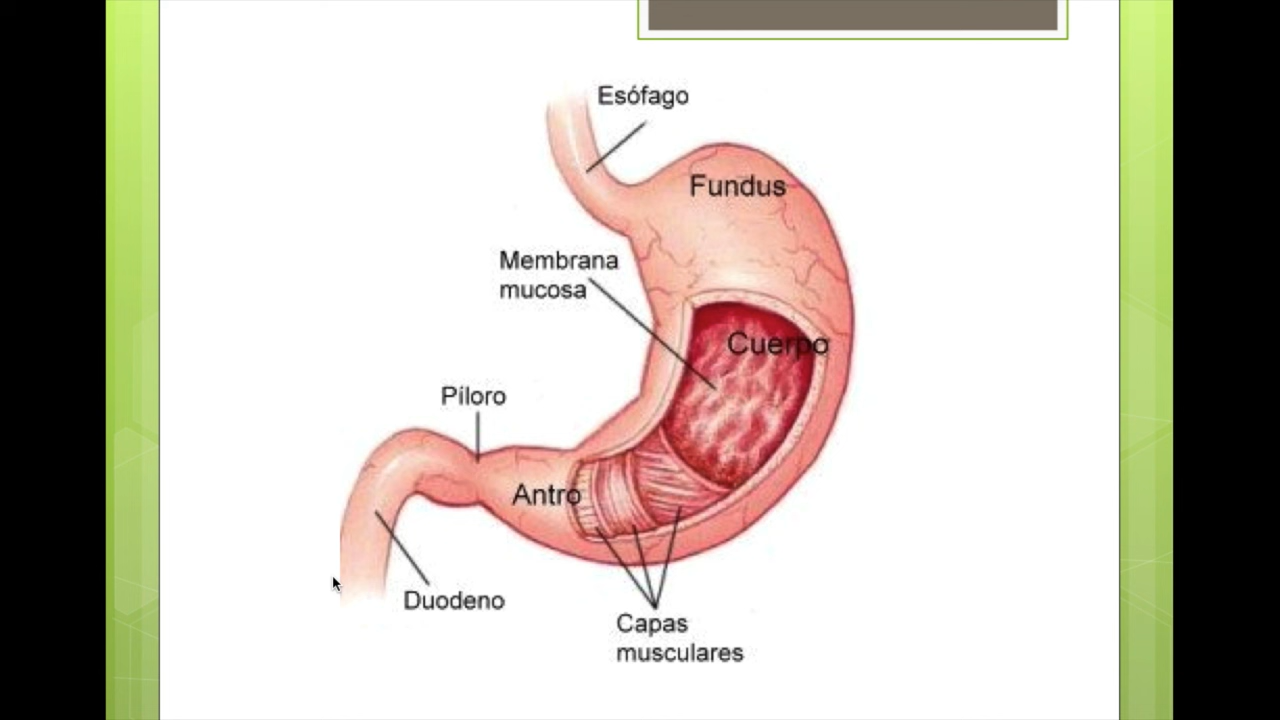 Esófago
Fundus
Membrana
mucosa
Cuerpo
Píloro
Antro
Duodeno
Capas
musculares